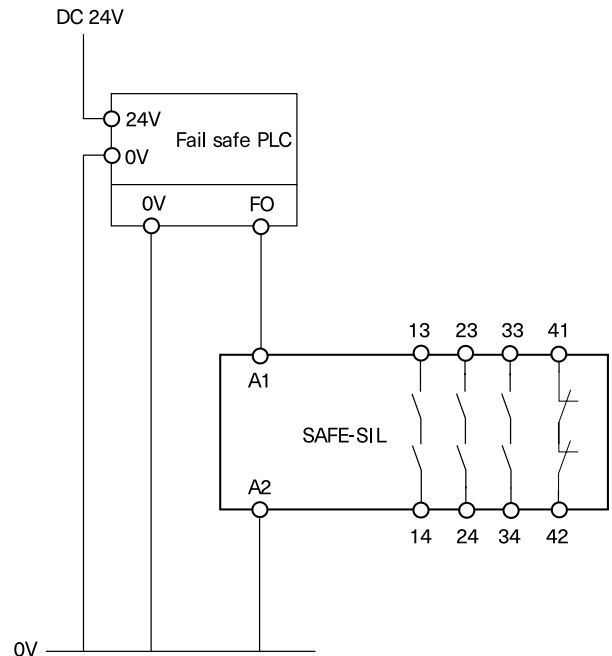 DC 24V
24V
Fail safe PLC
0V
0V FO
13 23 33 41
A1
SAFE-SIL
A2
14 24 34 42
0V